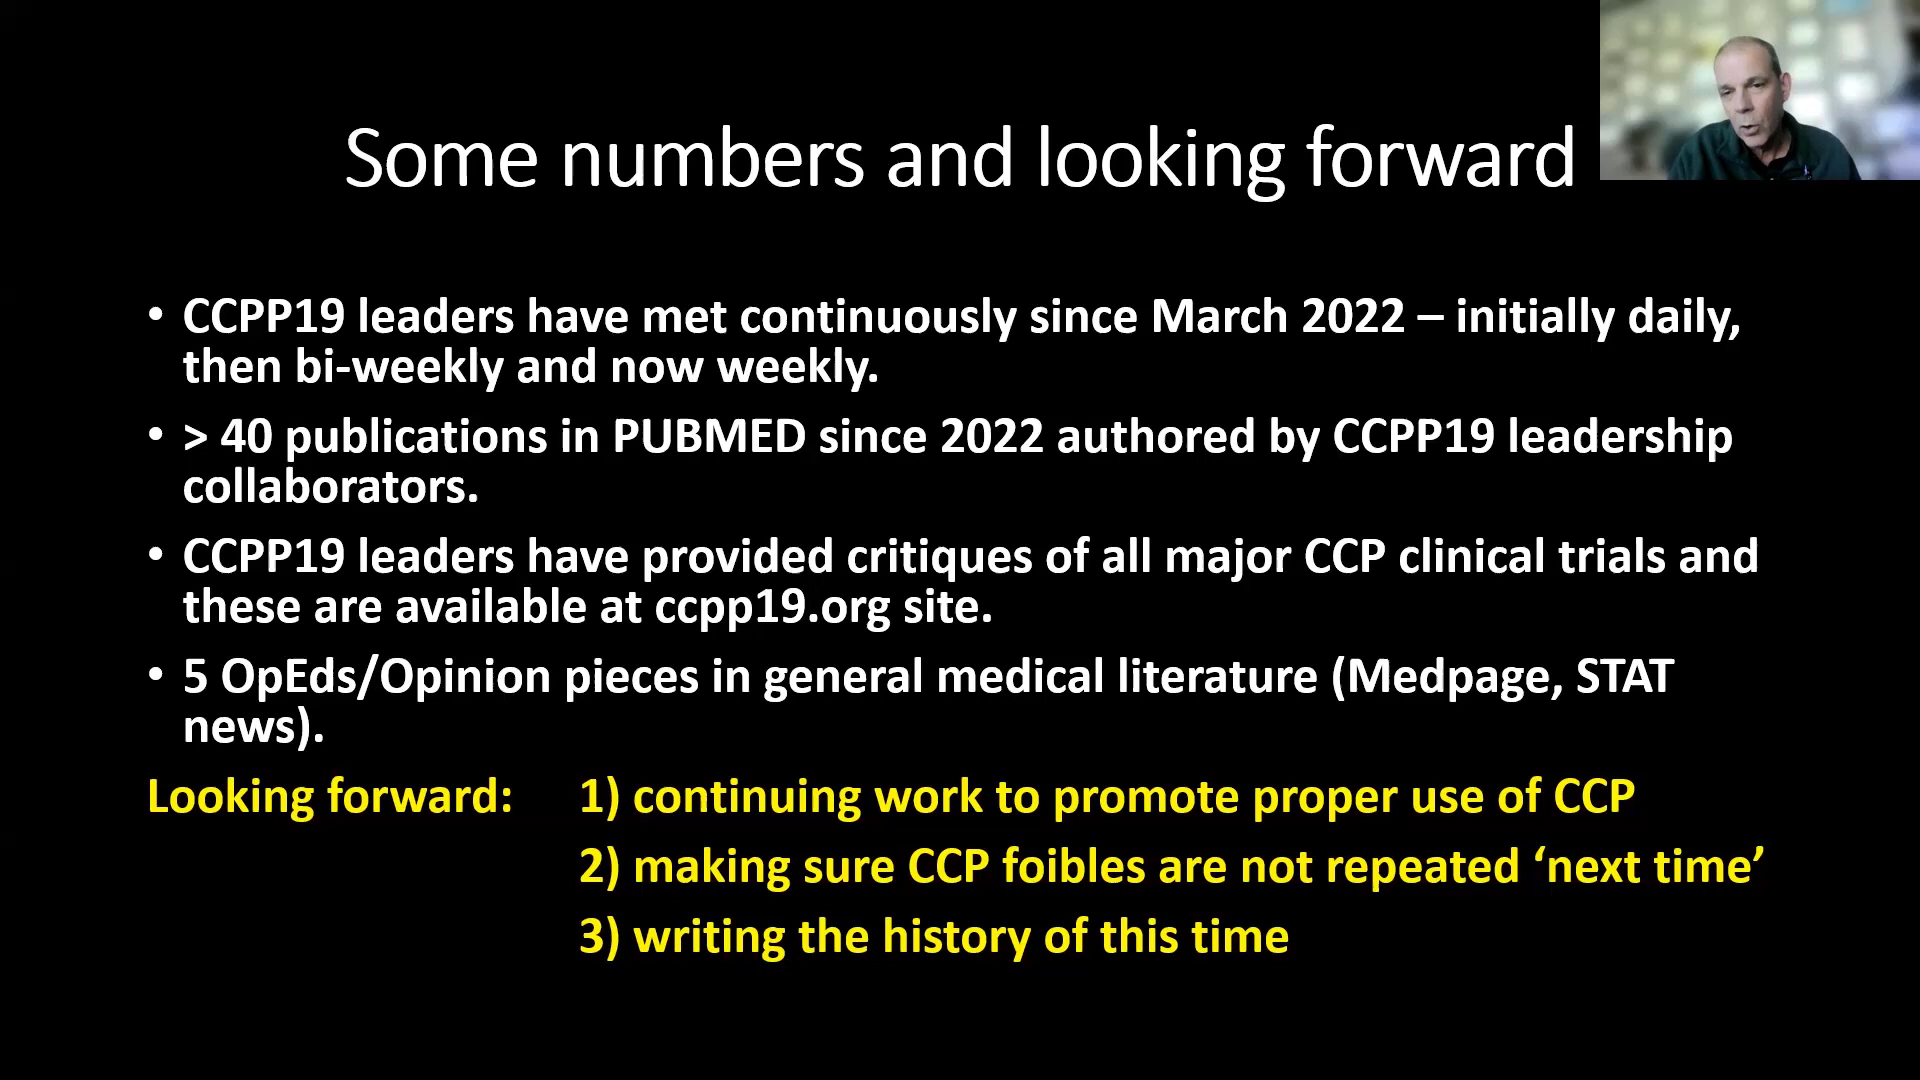 Some numbers and looking forward
• CCPP19 leaders have met continuously since March 2022 – initially daily,
then bi-weekly and now weekly.
• > 40 publications in PUBMED since 2022 authored by CCPP19 leadership
collaborators.
• CCPP19 leaders have provided critiques of all major CCP clinical trials and
these are available at ccpp19.org site.
• 5 OpEds/Opinion pieces in general medical literature (Medpage, STAT
news).
Looking forward: 1) continuing work to promote proper use of CCP
2) making sure CCP foibles are not repeated ‘next time’
3) writing the history of this time